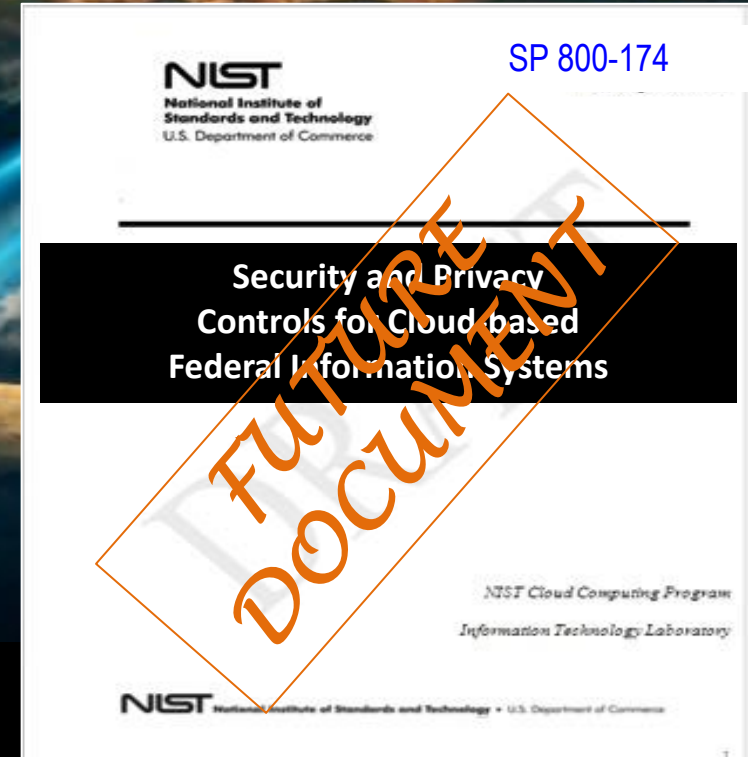 SP 800-174
NIST
National Institute of
Standards and Technology
U.S. Department of Commerce
Security and Privacy
Controls for Cloud-based
Federal Information Systems
FUTURE
DOCUMENT
DRAFT
NIST Cloud Computing Program
Information Technology Laboratory
NIST National Institute of Standards and Technology • U.S. Department of Commerce